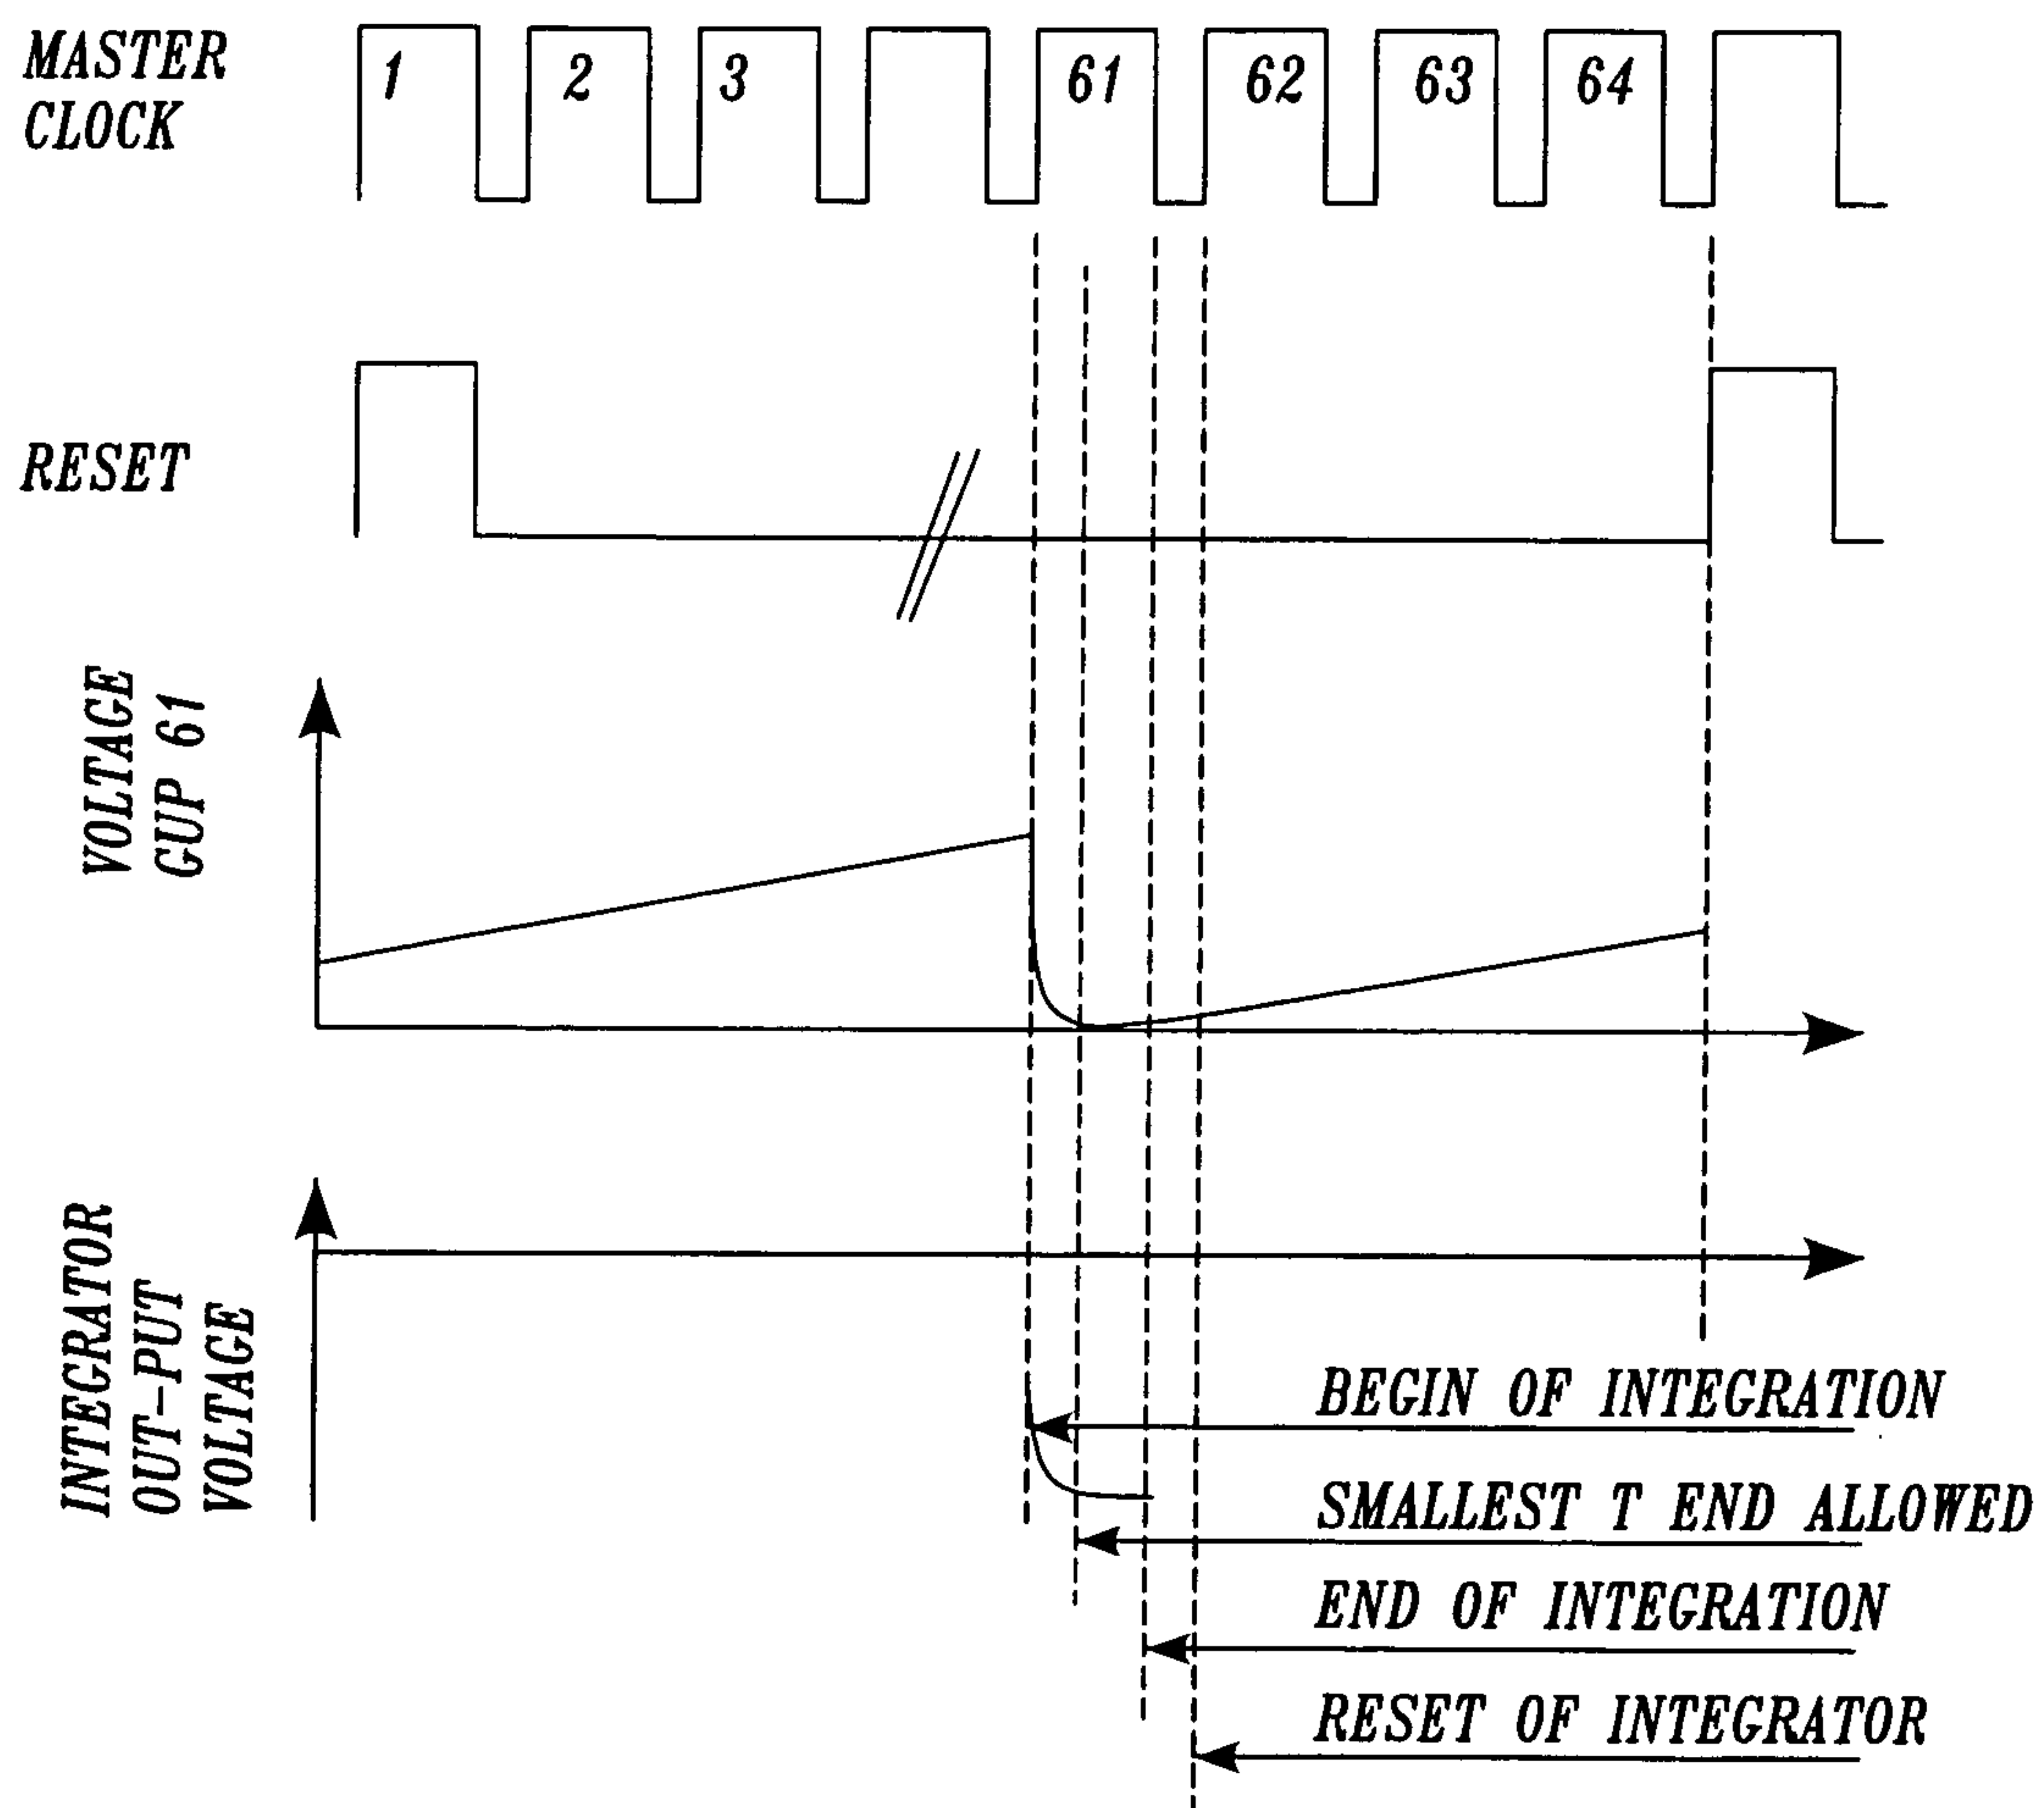 MASTER
CLOCK
1
2
3
61
62
63
64
RESET
VOLTAGE
GUP 61
INTEGRATOR
OUT-PUT
VOLTAGE
BEGIN OF INTEGRATION
SMALLEST T END ALLOWED
END OF INTEGRATION
RESET OF INTEGRATOR